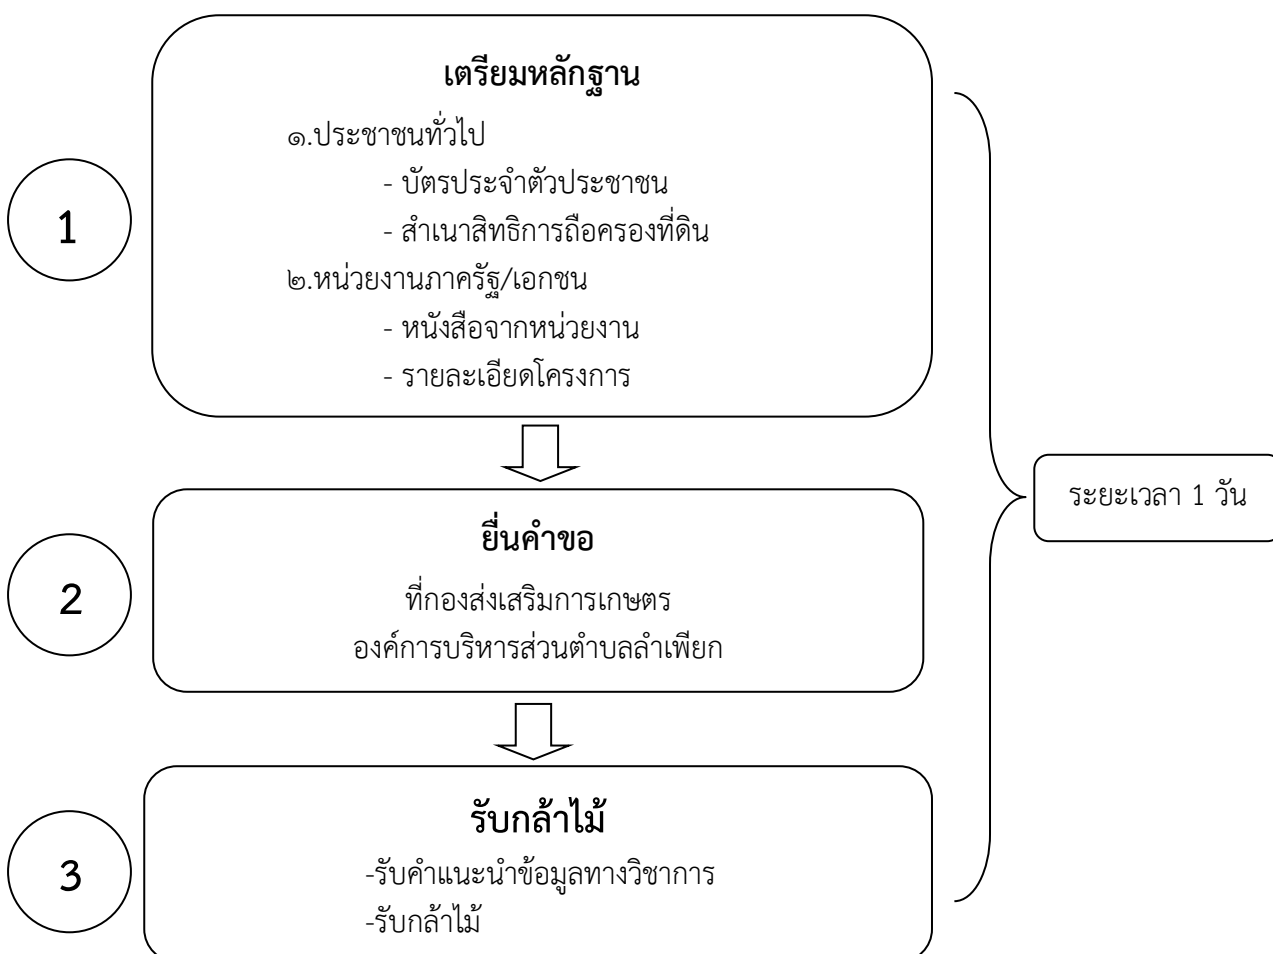 1
เตรียมหลักฐาน
๑.ประชาชนทั่วไป
- บัตรประจำตัวประชาชน
- สำเนาสิทธิการถือครองที่ดิน
๒.หน่วยงานภาครัฐ/เอกชน
- หนังสือจากหน่วยงาน
- รายละเอียดโครงการ
ระยะเวลา 1 วัน
2
ยื่นคำขอ
ที่กองส่งเสริมการเกษตร
องค์การบริหารส่วนตำบลลำเพียก
3
รับกล้าไม้
-รับคำแนะนำข้อมูลทางวิชาการ
-รับกล้าไม้